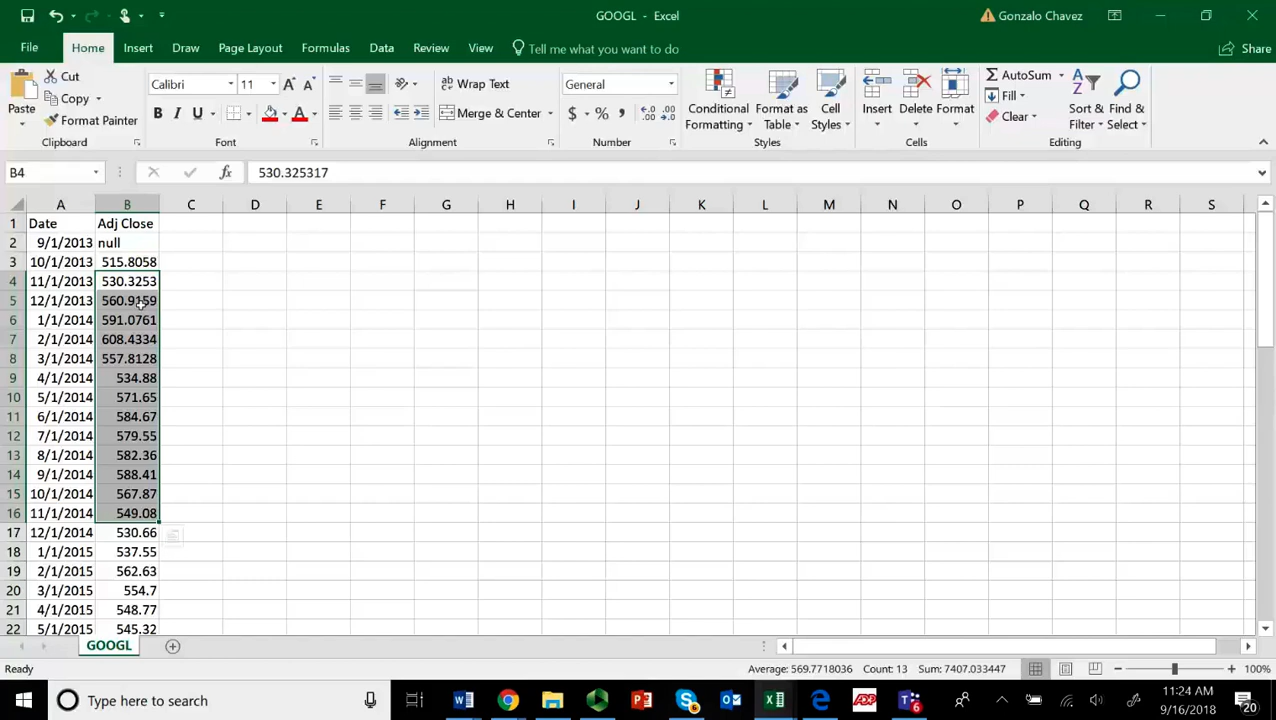 GOOGL - Excel
Gonzalo Chavez
File Home Insert Draw Page Layout Formulas Data Review View Tell me what you want to do Share
Paste
Cut
Copy
Format Painter
Calibri 11
B I U A
Wrap Text
Merge & Center
General
$ % ,
Conditional Formatting
Format as Table
Cell Styles
Insert Delete Format
AutoSum
Fill
Clear
Sort & Filter
Find & Select
Clipboard Font Alignment Number Styles Cells Editing
B4 fx 530.325317
A B C D E F G H I J K L M N O P Q R S
1 Date Adj Close
2 9/1/2013 null
3 10/1/2013 515.8058
4 11/1/2013 530.3253
5 12/1/2013 560.9159
6 1/1/2014 591.0761
7 2/1/2014 608.4334
8 3/1/2014 557.8128
9 4/1/2014 534.88
10 5/1/2014 571.65
11 6/1/2014 584.67
12 7/1/2014 579.55
13 8/1/2014 582.36
14 9/1/2014 588.41
15 10/1/2014 567.87
16 11/1/2014 549.08
17 12/1/2014 530.66
18 1/1/2015 537.55
19 2/1/2015 562.63
20 3/1/2015 554.7
21 4/1/2015 548.77
22 5/1/2015 545.32
GOOGL
Ready Average: 569.7718036 Count: 13 Sum: 7407.033447 100%
Type here to search
11:24 AM
9/16/2018
20